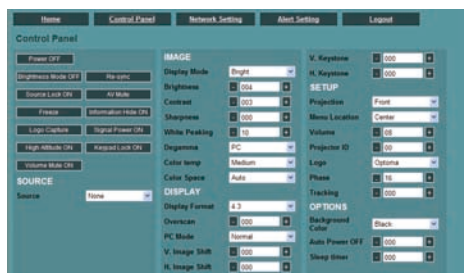 Home
Control Panel
Network Setting
Alert Setting
Logout
Control Panel
Power OFF
Brightness Mode OFF
Re-sync
Source Lock ON
AV Mute
Freeze
Information Hide ON
Logo Capture
Signal Power ON
High Altitude ON
Keypad Lock ON
Volume Mute ON
SOURCE
Source None
IMAGE
Display Mode Bright
Brightness 004
Contrast 003
Sharpness 000
White Peaking 10
Degamma PC
Color temp Medium
Color Space Auto
DISPLAY
Display Format 4:3
Overscan 000
PC Mode Normal
V. Image Shift 000
H. Image Shift 000
V. Keystone 000
H. Keystone 000
SETUP
Projection Front
Menu Location Center
Volume 08
Projector ID 00
Logo Optoma
Phase 16
Tracking 000
OPTIONS
Background Color Black
Auto Power OFF 000
Sleep timer 000